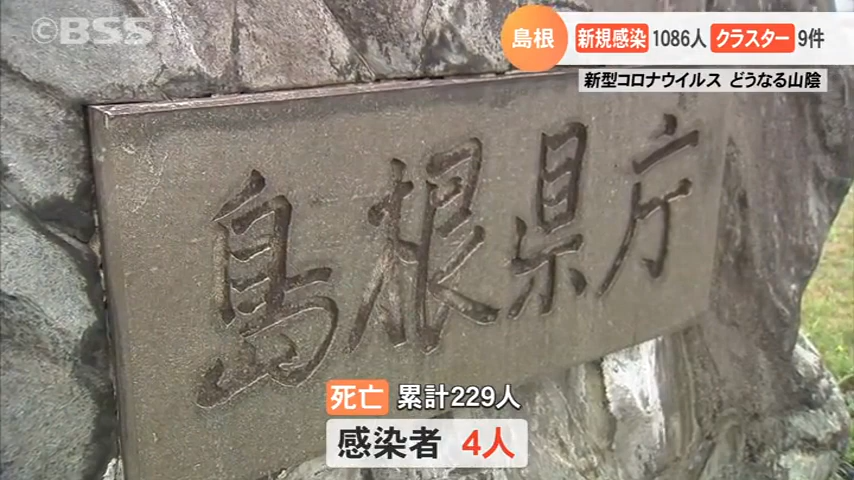 ©BSS
島根 新規感染 1086人 クラスター 9件
新型コロナウイルス どうなる山陰
島根県庁
死亡 累計229人
感染者 4人